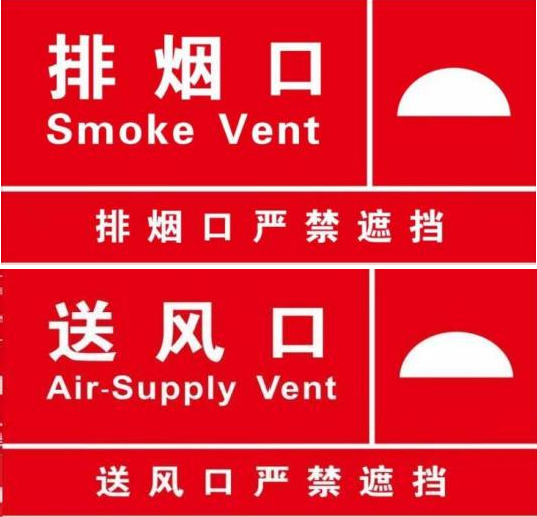 排烟口
Smoke Vent
排烟口严禁遮挡
送风口
Air-Supply Vent
送风口严禁遮挡